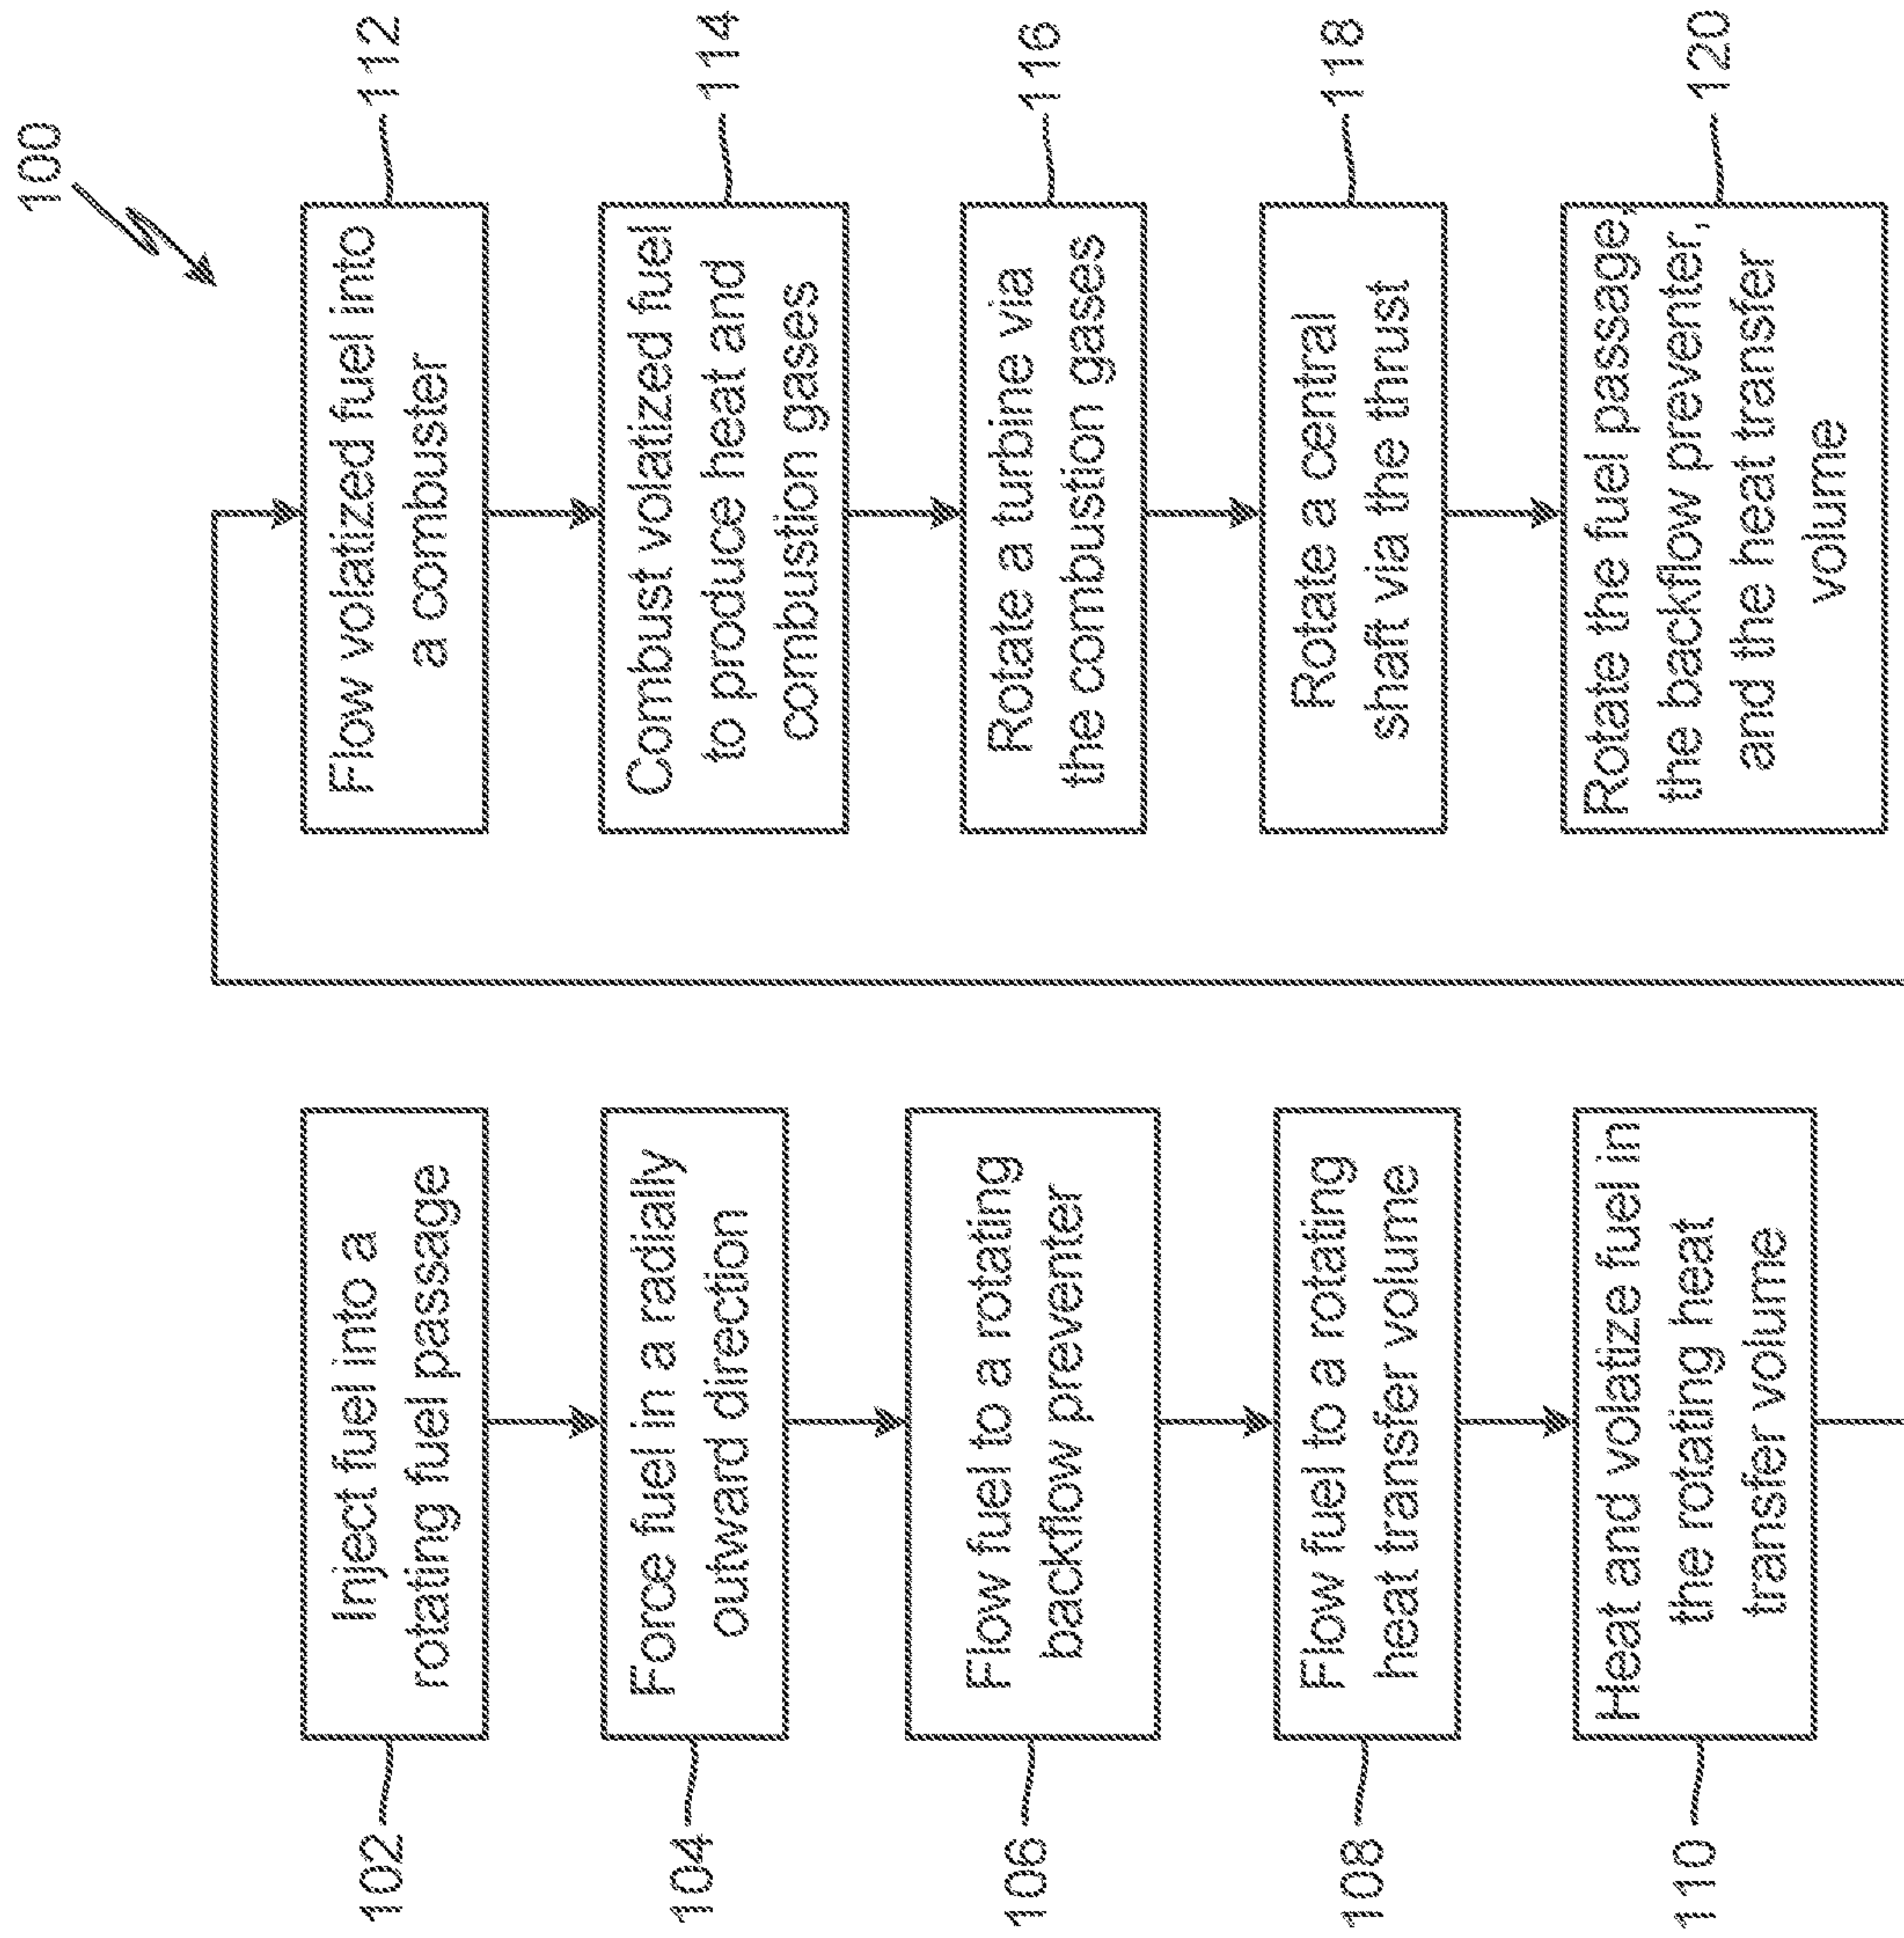 100
102
Inject fuel into a
rotating fuel passage
104
Force fuel in a radially
outward direction
106
Flow fuel to a rotating
backflow preventer
108
Flow fuel to a rotating
heat transfer volume
110
Heat and volatize fuel in
the rotating heat
transfer volume
112
Flow volatized fuel into
a combuster
114
Combust volatized fuel
to produce heat and
combustion gases
116
Rotate a turbine via
the combustion gases
118
Rotate a central
shaft via the thrust
120
Rotate the fuel passage,
the backflow preventer,
and the heat transfer
volume